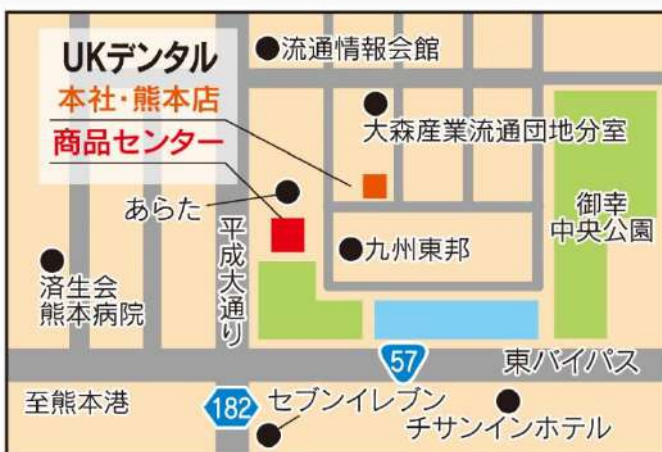 UKデンタル
本社・熊本店
商品センター
流通情報会館
大森産業流通団地分室
あらた
平成大通り
九州東邦
御幸
中央公園
済生会
熊本病院
57
東バイパス
至熊本港
182
セブンイレブン
チサンインホテル